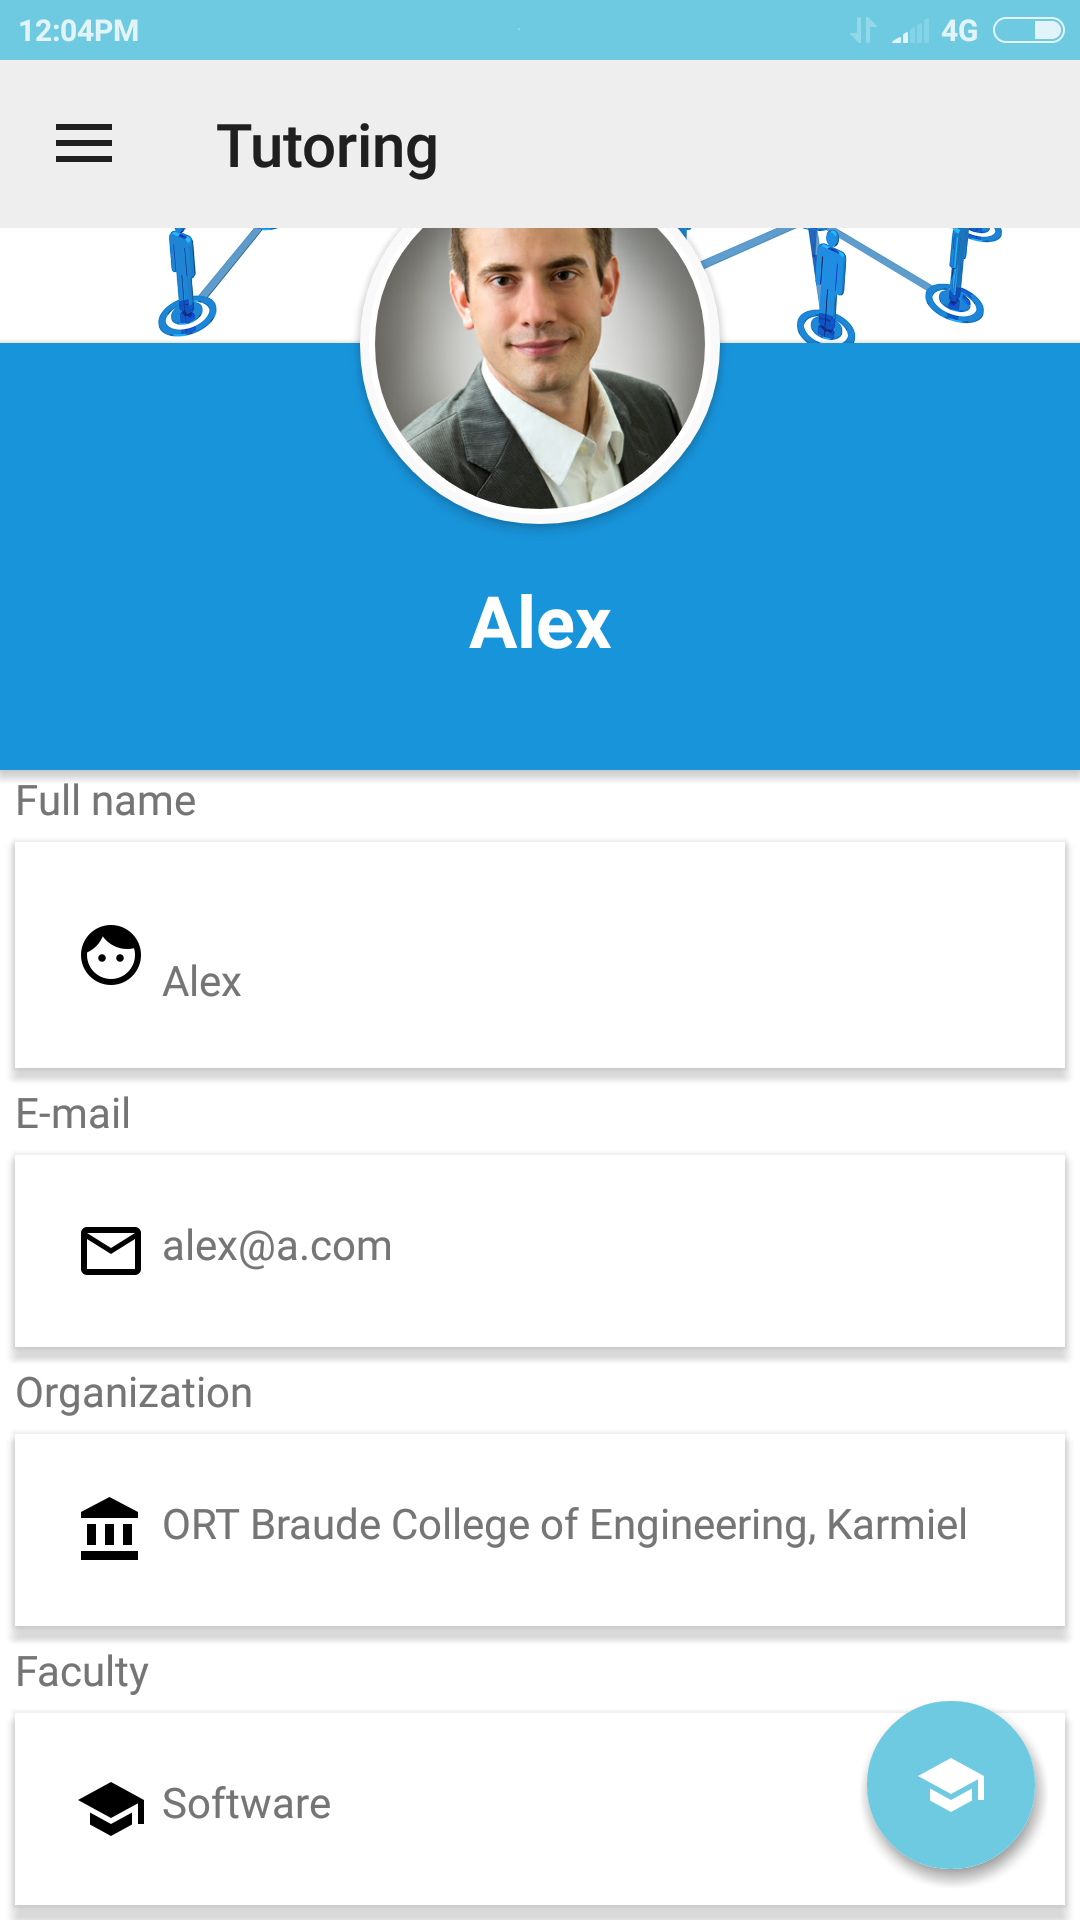 12:04PM 4G
Tutoring
Alex
Full name
Alex
E-mail
alex@a.com
Organization
ORT Braude College of Engineering, Karmiel
Faculty
Software